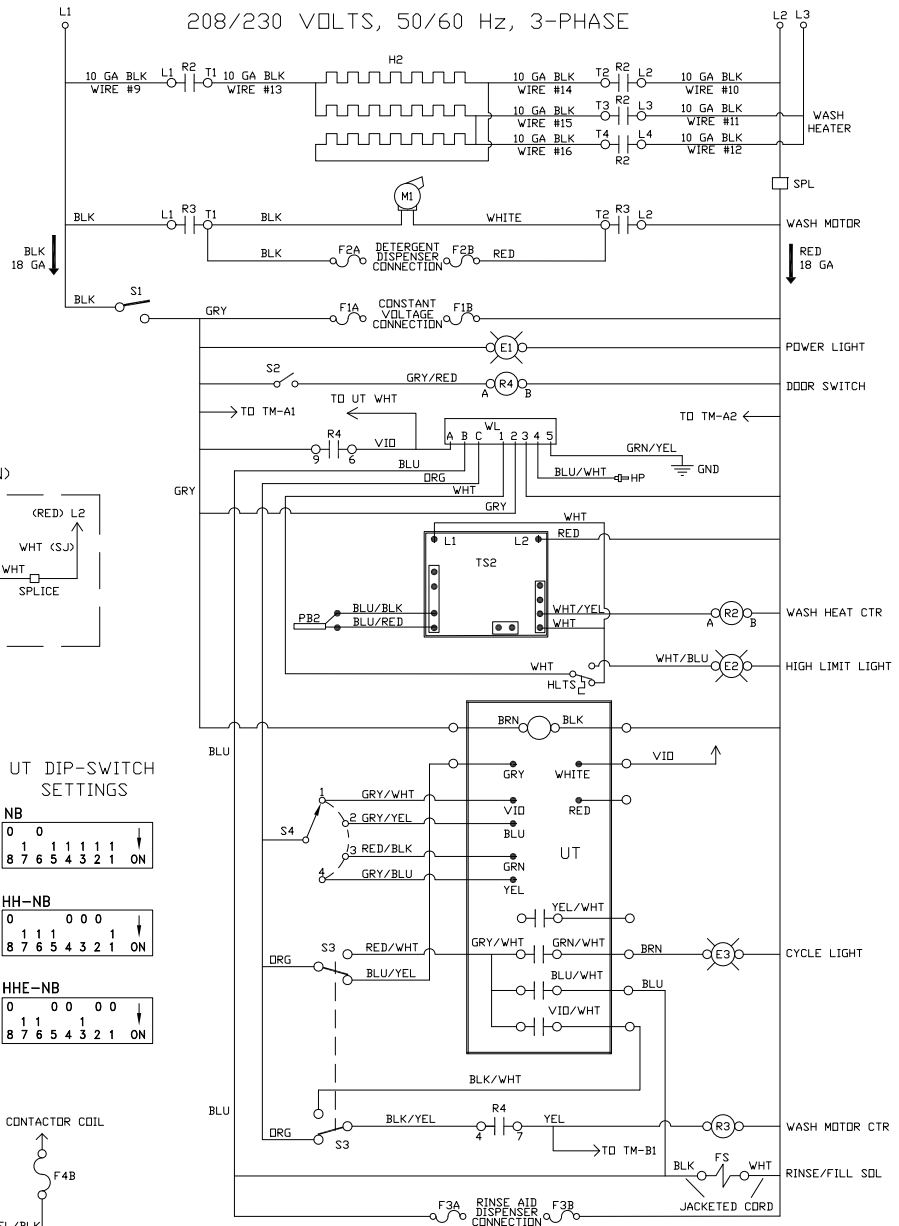 L1
208/230 VOLTS, 50/60 Hz, 3-PHASE
L2 L3
H2
10 GA BLK L1 R2 T1 10 GA BLK 10 GA BLK T2 R2 L2 10 GA BLK
WIRE #9 WIRE #13 WIRE #14 WIRE #10
10 GA BLK T3 R2 L3 10 GA BLK
WIRE #15 WIRE #11
WASH
HEATER
10 GA BLK T4 L4 10 GA BLK
WIRE #16 R2 WIRE #12
SPL
M1
BLK L1 R3 T1 BLK WHITE T2 R3 L2 WASH MOTOR
BLK
18 GA
BLK F2A DETERGENT
DISPENSER
CONNECTION F2B RED
RED
18 GA
BLK S1
GRY F1A CONSTANT
VOLTAGE
CONNECTION F1B
E1 POWER LIGHT
S2 GRY/RED A R4 B DOOR SWITCH
TO TM-A1 TO UT WHT TO TM-A2
WL
A B C 1 2 3 4 5
9 R4 6 VIO
BLU
ORG
WHT
GRY
GRN/YEL
GND
BLU/WHT HP
GRY
N)
(RED) L2
WHT (SJ)
WHT
SPLICE
WHT
RED
L1 L2
TS2
PB2 BLU/BLK
BLU/RED
WHT/YEL A R2 B WASH HEAT CTR
WHT
WHT HLTS WHT/BLU E2 HIGH LIMIT LIGHT
BLU
BRN BLK
GRY WHITE VIO
VIO RED
BLU
GRN
YEL
UT
S4
1 GRY/WHT
2 GRY/YEL
3 RED/BLK
4 GRY/BLU
UT DIP-SWITCH
SETTINGS
NB
0 0
1 1 1 1 1 1
8 7 6 5 4 3 2 1 ON
HH-NB
0 0 0 0
1 1 1 1
8 7 6 5 4 3 2 1 ON
HHE-NB
0 0 0 0 0
1 1 1
8 7 6 5 4 3 2 1 ON
YEL/WHT
ORG S3 RED/WHT
BLU/YEL
GRY/WHT GRN/WHT BRN E3 CYCLE LIGHT
BLU/WHT BLU
VIO/WHT
BLK/WHT
BLU
ORG S3 BLK/YEL 4 R4 7 YEL R3 WASH MOTOR CTR
TO TM-B1
BLK FS WHT RINSE/FILL SOL
JACKETED CORD
F3A RINSE AID
DISPENSER
CONNECTION F3B
CONTACTOR COIL
F4B